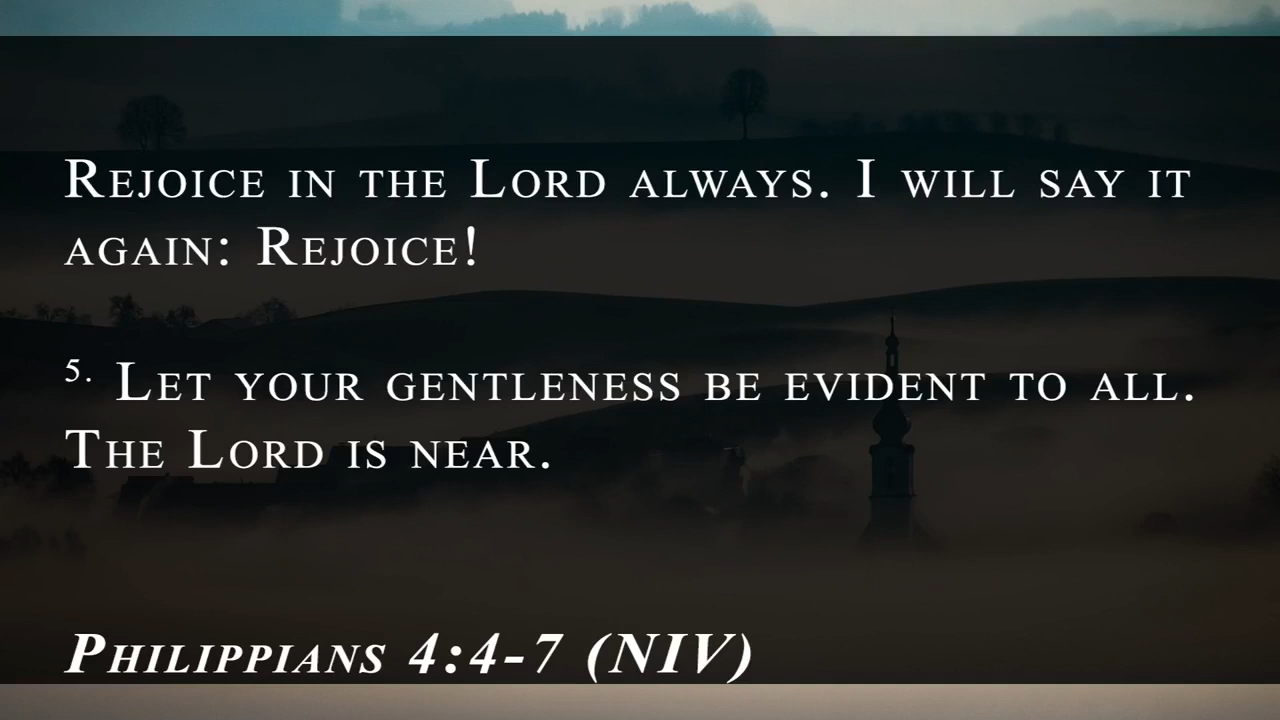 Rejoice in the Lord always. I will say it
again: Rejoice!
5. Let your gentleness be evident to all.
The Lord is near.
Philippians 4:4-7 (NIV)